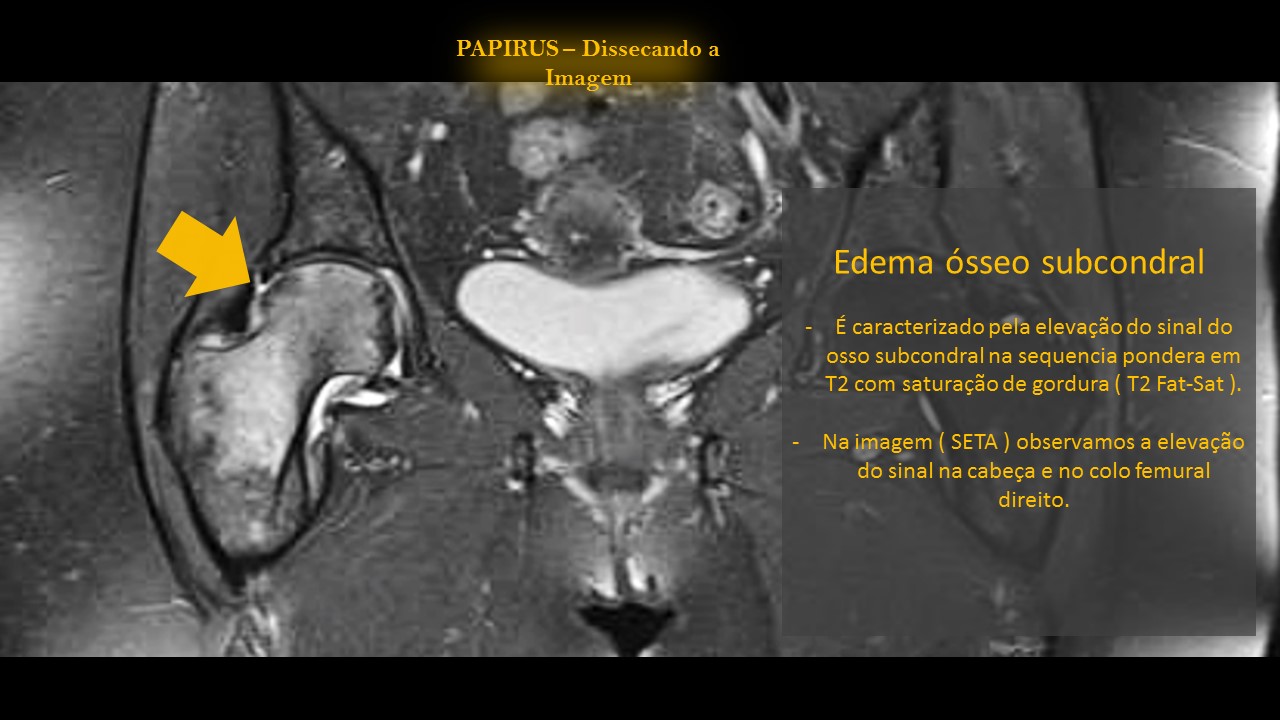 PAPIRUS – Dissecando a
Imagem
Edema ósseo subcondral
- É caracterizado pela elevação do sinal do
osso subcondral na sequencia pondera em
T2 com saturação de gordura ( T2 Fat-Sat ).
- Na imagem ( SETA ) observamos a elevação
do sinal na cabeça e no colo femural
direito.